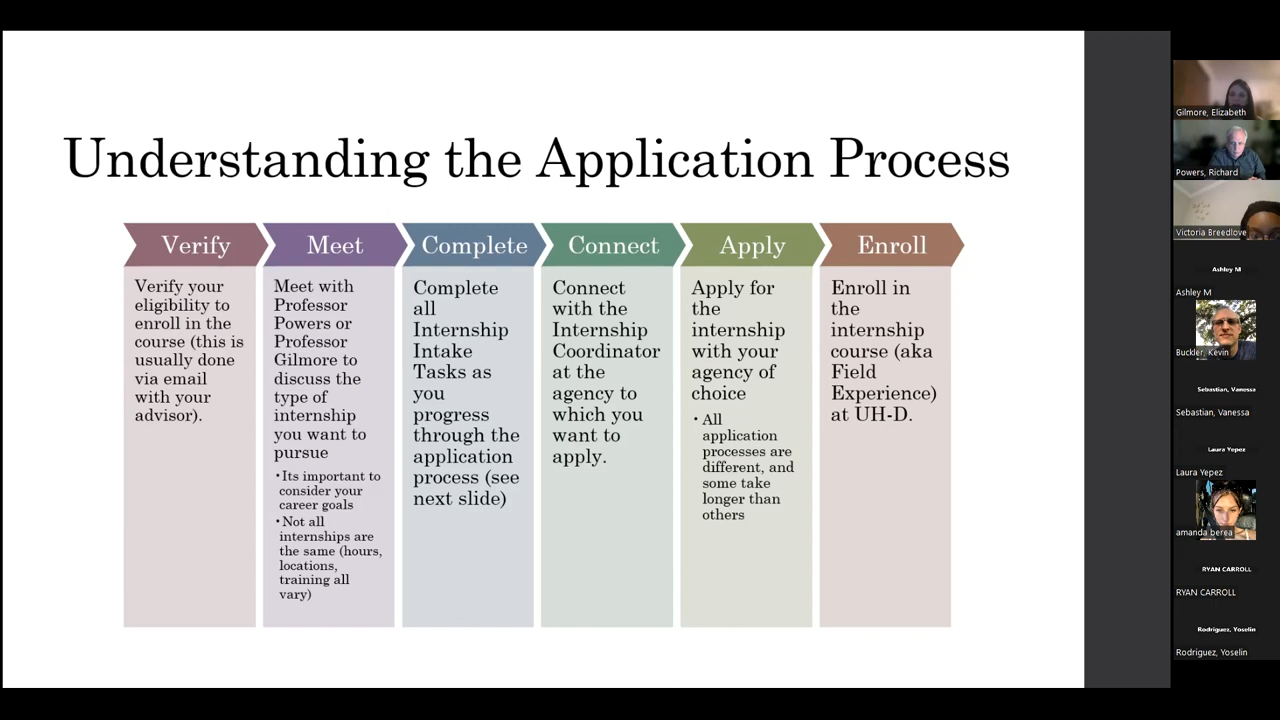 Understanding the Application Process
Verify
Verify your
eligibility to
enroll in the
course (this is
usually done
via email
with your
advisor).
Meet
Meet with
Professor
Powers or
Professor
Gilmore to
discuss the
type of
internship
you want to
pursue
•Its important to
consider your
career goals
•Not all
internships are
the same (hours,
locations,
training all
vary)
Complete
Complete
all
Internship
Intake
Tasks as
you
progress
through the
application
process (see
next slide)
Connect
Connect
with the
Internship
Coordinator
at the
agency to
which you
want to
apply.
Apply
Apply for
the
internship
with your
agency of
choice
• All
application
processes are
different, and
some take
longer than
others
Enroll
Enroll in
the
internship
course (aka
Field
Experience)
at UH-D.
Gilmore, Elizabeth
Powers, Richard
Victoria Breedlove
Ashley M
Ashley M
Buckler, Kevin
Sebastian, Vanessa
Sebastian, Vanessa
Laura Yepez
Laura Yepez
amanda berea
RYAN CARROLL
RYAN CARROLL
Rodriguez, Yoselin
Rodriguez, Yoselin